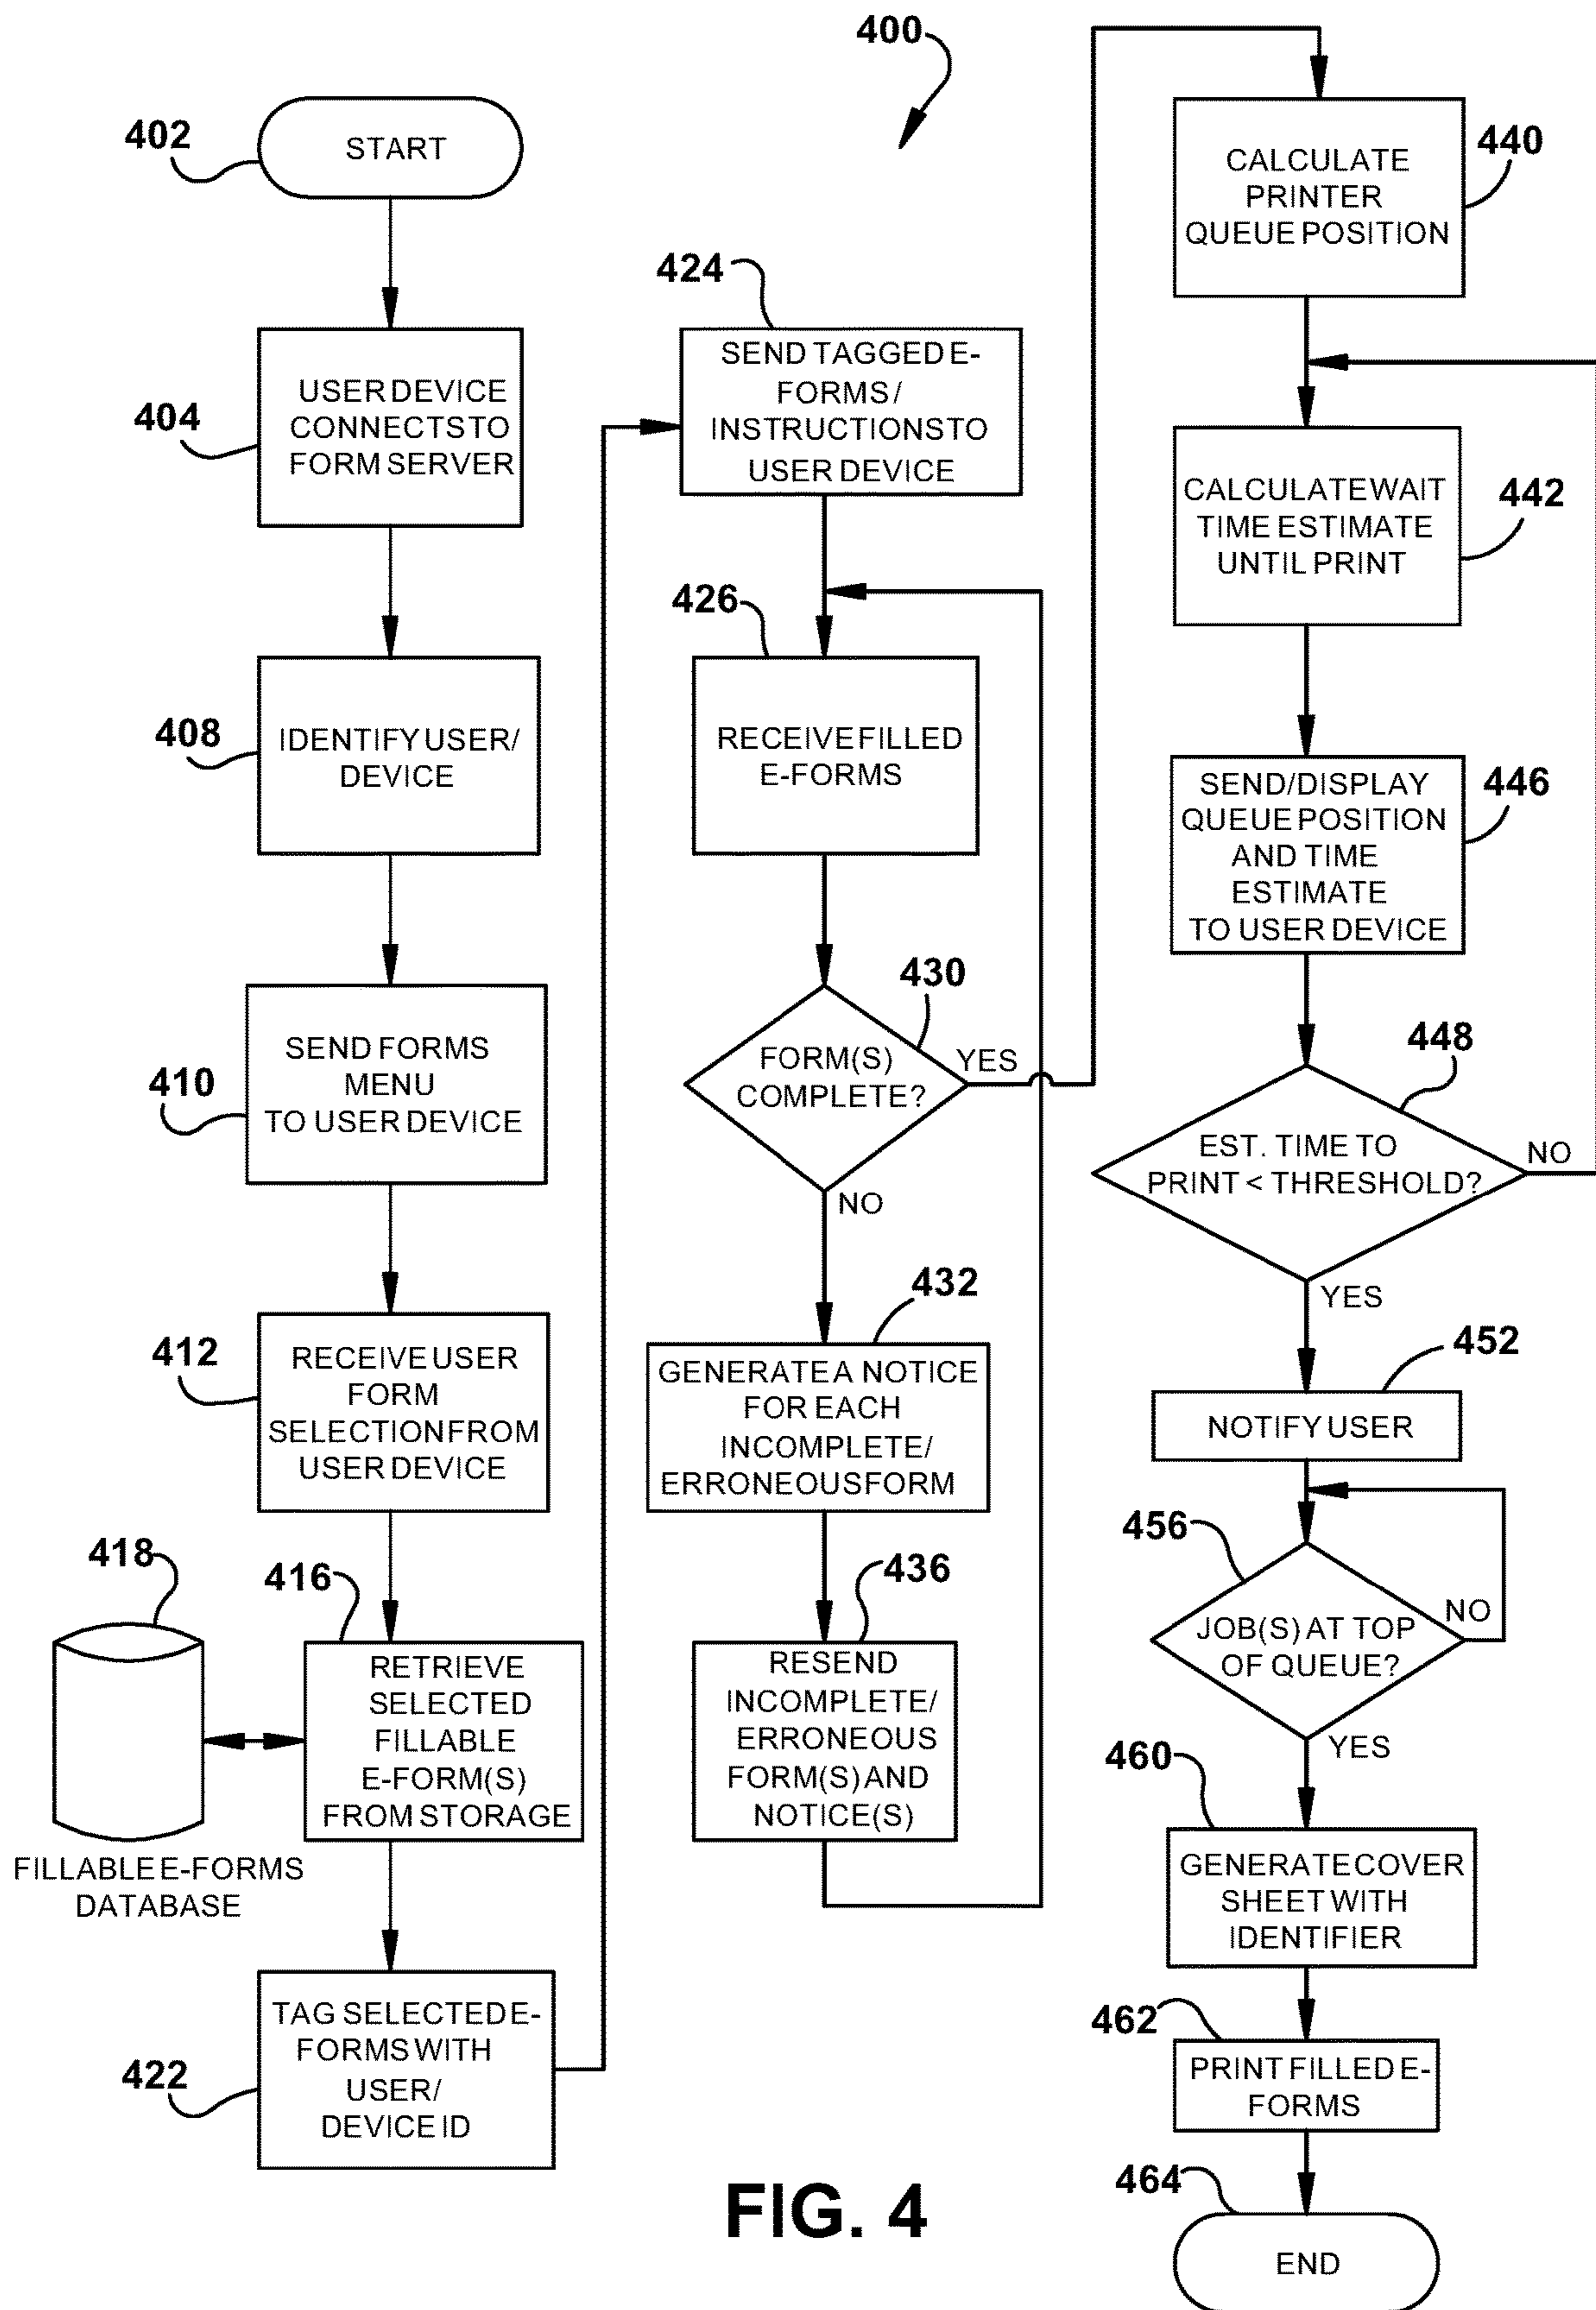 400
402
START
404
USER DEVICE
CONNECTS TO
FORM SERVER
408
IDENTIFY USER/
DEVICE
410
SEND FORMS
MENU
TO USER DEVICE
412
RECEIVE USER
FORM
SELECTION FROM
USER DEVICE
418
416
RETRIEVE
SELECTED
FILLABLE
E-FORM(S)
FROM STORAGE
FILLABLE E-FORMS
DATABASE
422
TAG SELECTED E-
FORMS WITH
USER/
DEVICE ID
424
SEND TAGGED E-
FORMS /
INSTRUCTIONS TO
USER DEVICE
426
RECEIVE FILLED
E-FORMS
430
FORM(S)
COMPLETE?
YES
NO
432
GENERATE A NOTICE
FOR EACH
INCOMPLETE/
ERRONEOUS FORM
436
RESEND
INCOMPLETE/
ERRONEOUS
FORM(S) AND
NOTICE(S)
440
CALCULATE
PRINTER
QUEUE POSITION
442
CALCULATE WAIT
TIME ESTIMATE
UNTIL PRINT
446
SEND/DISPLAY
QUEUE POSITION
AND TIME
ESTIMATE
TO USER DEVICE
448
EST. TIME TO
PRINT < THRESHOLD?
NO
YES
452
NOTIFY USER
456
JOB(S) AT TOP
OF QUEUE?
NO
YES
460
GENERATE COVER
SHEET WITH
IDENTIFIER
462
PRINT FILLED E-
FORMS
464
END
FIG. 4